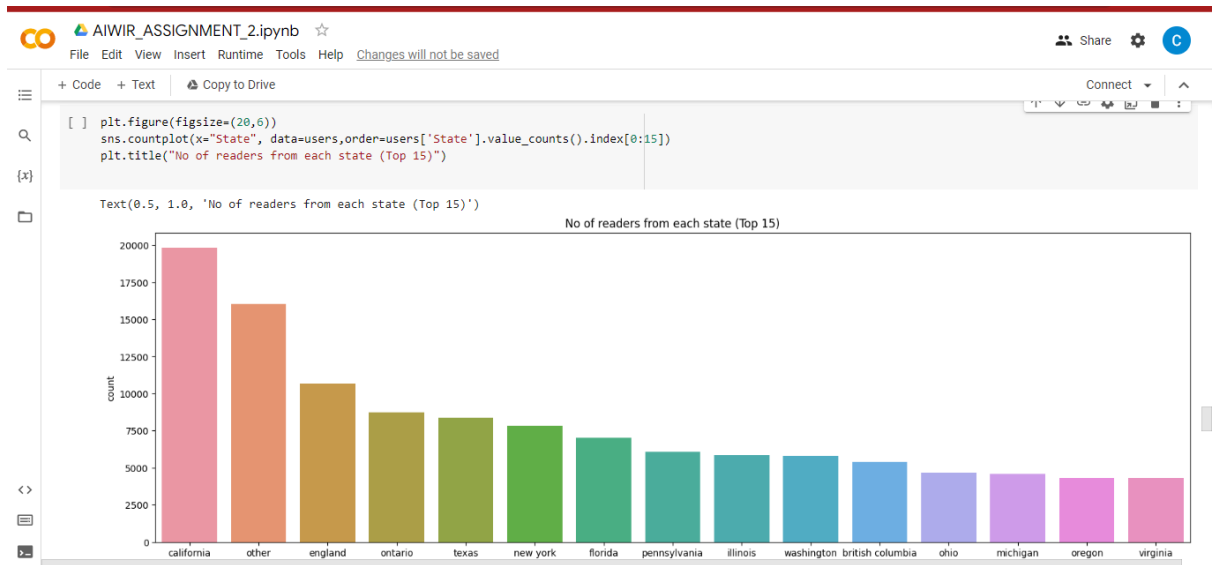 AIWIR_ASSIGNMENT_2.ipynb
File Edit View Insert Runtime Tools Help Changes will not be saved
Share
C
+ Code + Text Copy to Drive
Connect
{x}
[ ] plt.figure(figsize=(20,6))
sns.countplot(x="State", data=users,order=users['State'].value_counts().index[0:15])
plt.title("No of readers from each state (Top 15)")
Text(0.5, 1.0, 'No of readers from each state (Top 15)')
No of readers from each state (Top 15)
20000
17500
15000
12500
10000
7500
5000
2500
0
count
california other england ontario texas new york florida pennsylvania illinois washington british columbia ohio michigan oregon virginia